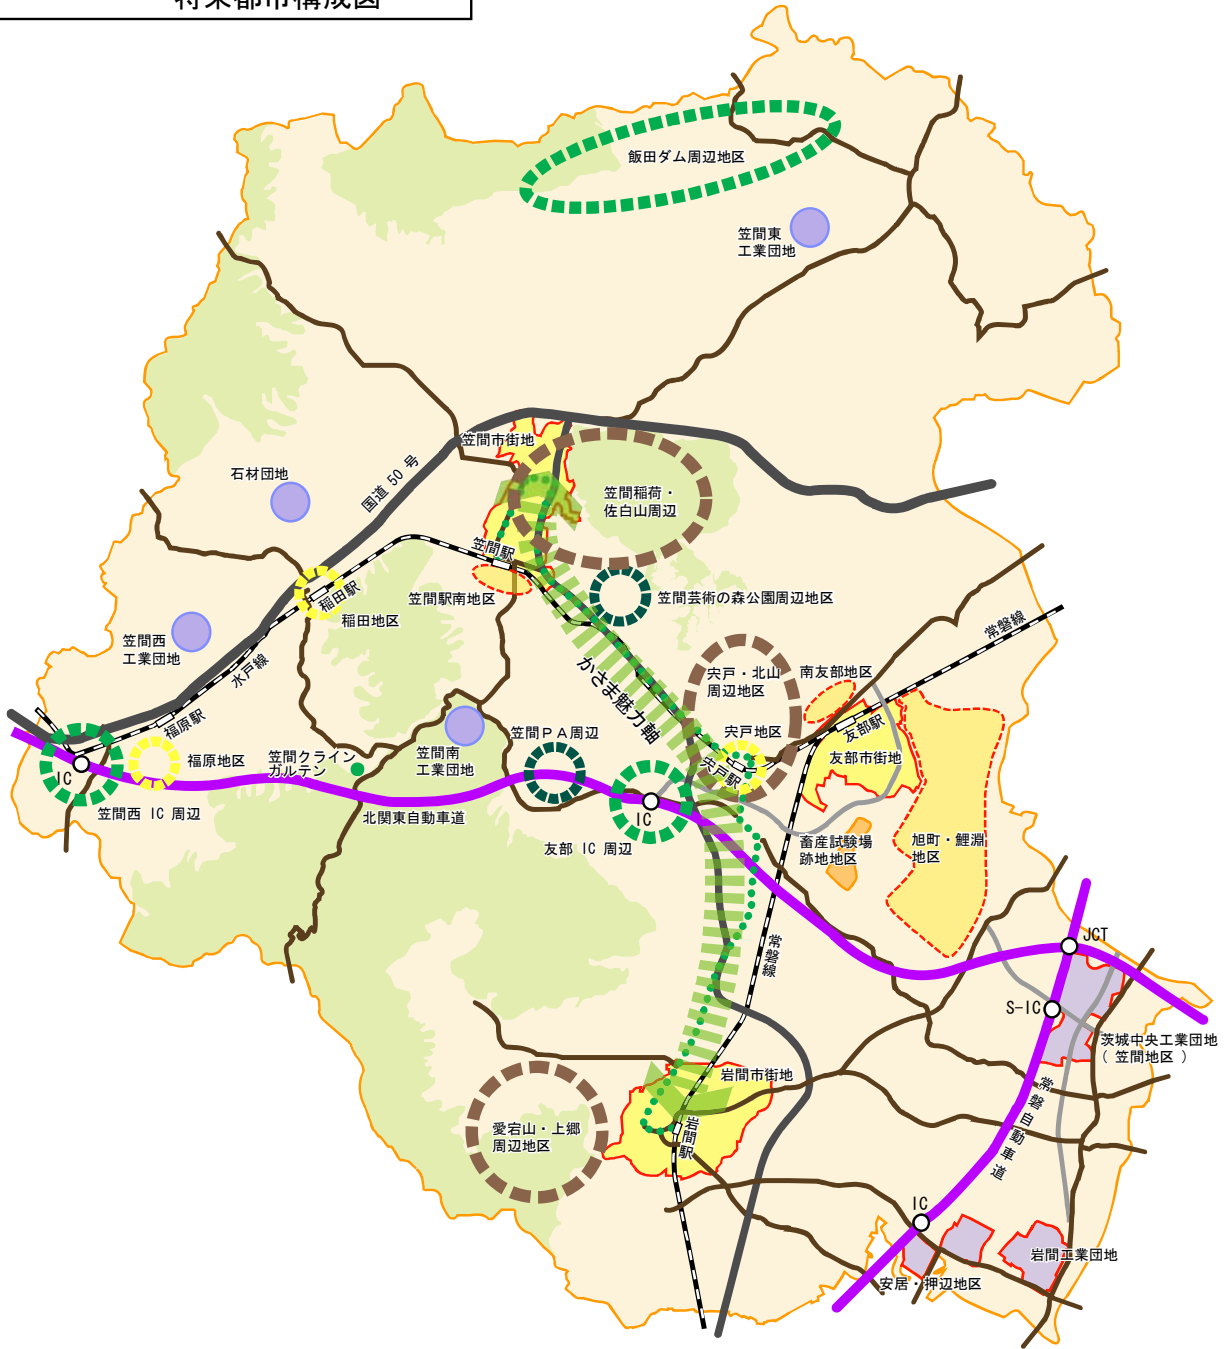 将来都市構成図
飯田ダム周辺地区
笠間東
工業団地
笠間市街地
国道 50 号
石材団地
笠間稲荷・
佐白山周辺
笠間駅
笠間駅南地区
笠間芸術の森公園周辺地区
稲田駅
稲田地区
笠間西
工業団地
水戸線
常磐線
かさま魅力軸
宍戸・北山
周辺地区
南友部地区
福原駅
福原地区
笠間クライン
ガルテン
笠間南
工業団地
笠間PA周辺
宍戸地区
宍戸駅
友部駅
友部市街地
IC
笠間西 IC 周辺
北関東自動車道
IC
友部 IC 周辺
畜産試験場
跡地地区
旭町・鯉淵
地区
常磐線
JCT
S-IC
茨城中央工業団地
( 笠間地区 )
岩間市街地
常磐自動車道
愛宕山・上郷
周辺地区
岩間駅
IC
岩間工業団地
安居・押辺地区